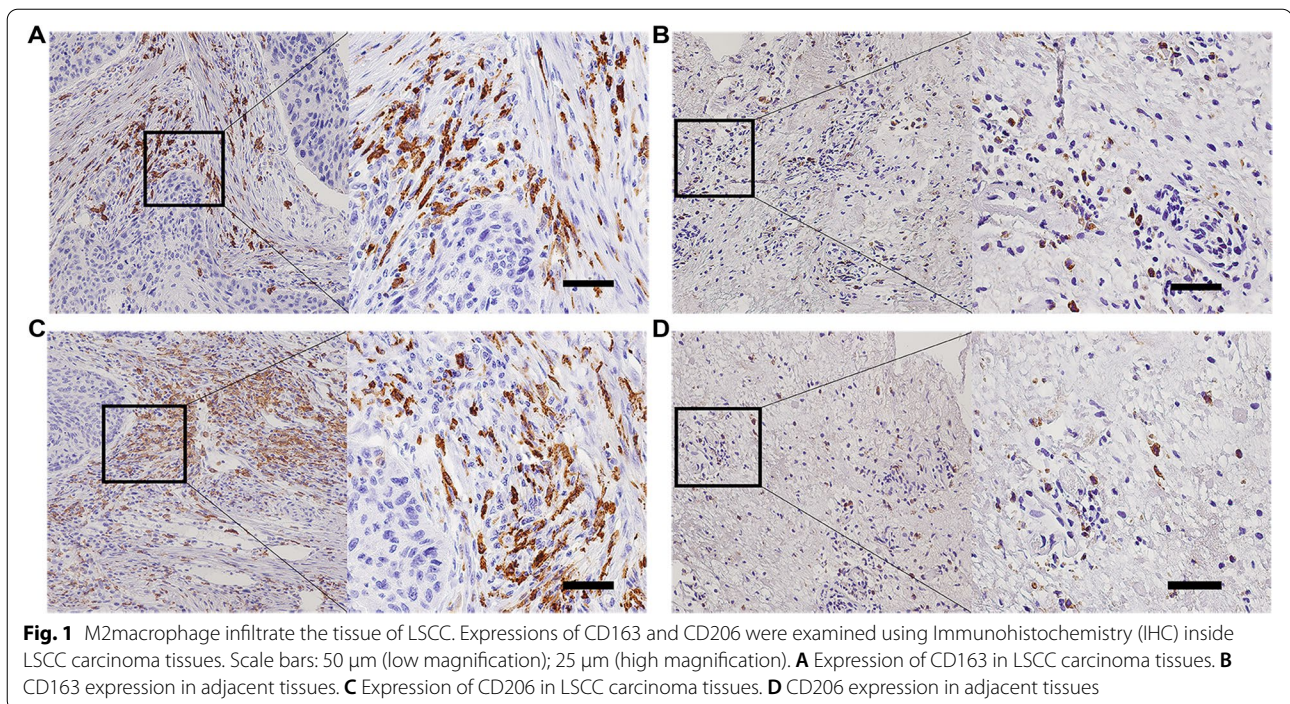 A
B
C
D
Fig. 1 M2macrophage infiltrate the tissue of LSCC. Expressions of CD163 and CD206 were examined using Immunohistochemistry (IHC) inside
LSCC carcinoma tissues. Scale bars: 50 μm (low magnification); 25 μm (high magnification). A Expression of CD163 in LSCC carcinoma tissues. B
CD163 expression in adjacent tissues. C Expression of CD206 in LSCC carcinoma tissues. D CD206 expression in adjacent tissues